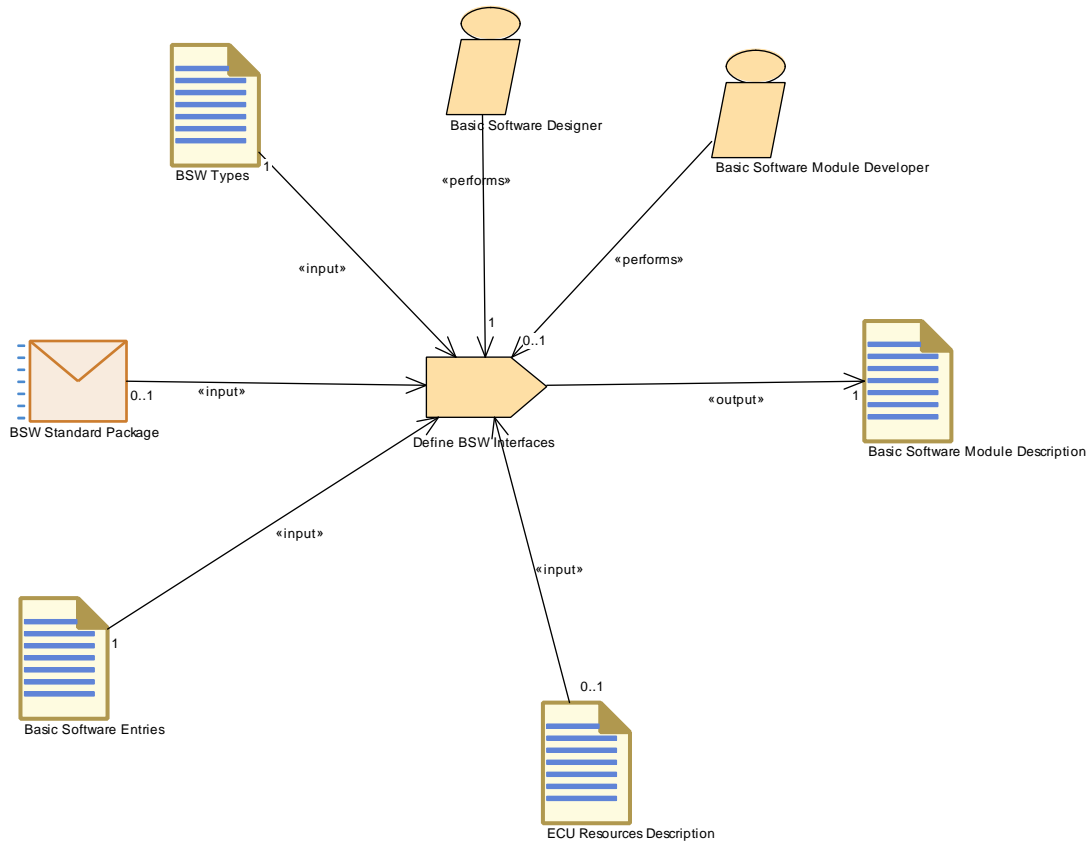 Basic Software Designer
BSW Types
1
Basic Software Module Developer
«performs»
«input»
«performs»
1
0..1
0..1
«input»
«output»
1
BSW Standard Package
Define BSW Interfaces
Basic Software Module Description
«input»
«input»
1
0..1
Basic Software Entries
ECU Resources Description